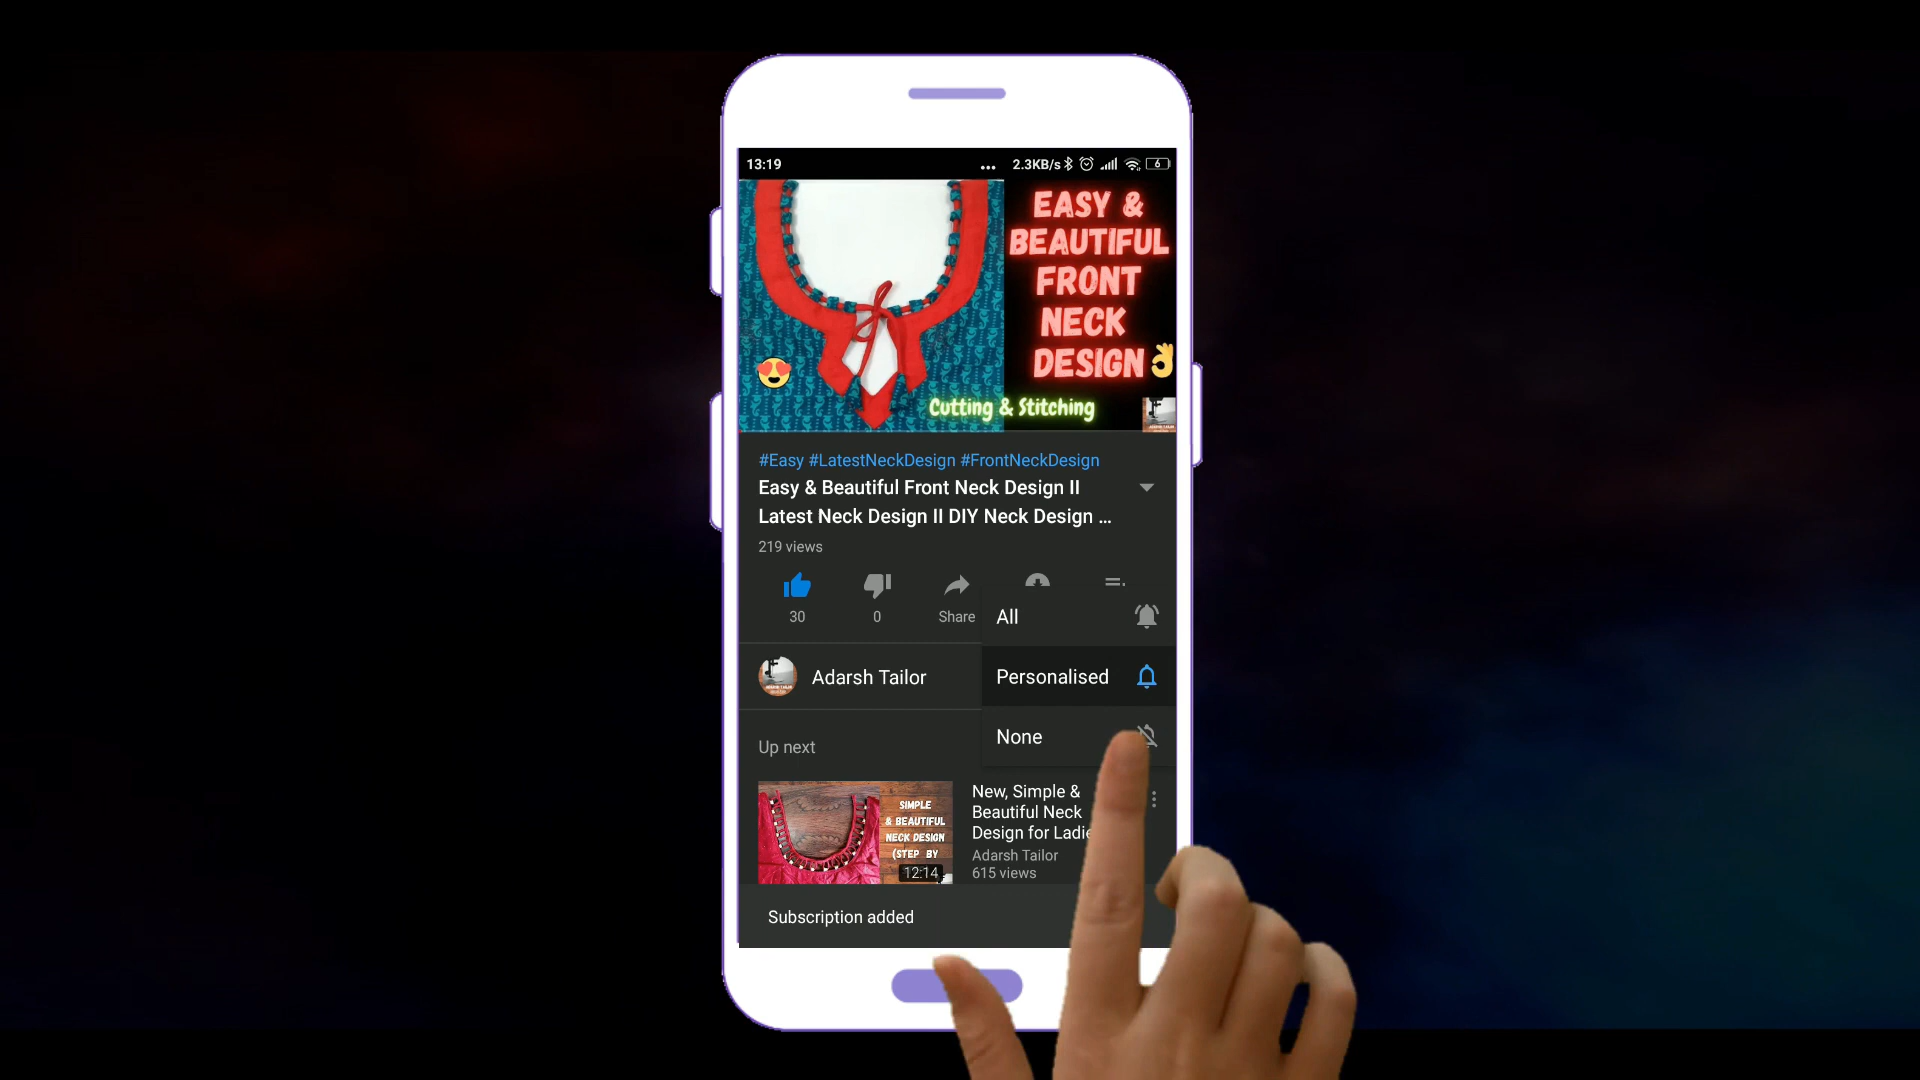 13:19
... 2.3KB/s 6
EASY &
BEAUTIFUL
FRONT
NECK
DESIGN
Cutting & Stitching
#Easy #LatestNeckDesign #FrontNeckDesign
Easy & Beautiful Front Neck Design II
Latest Neck Design II DIY Neck Design ...
219 views
30
0
Share
All
Adarsh Tailor
Personalised
None
Up next
SIMPLE
& BEAUTIFUL
NECK DESIGN
(STEP BY
12:14
New, Simple &
Beautiful Neck
Design for
Adarsh Tailor
615 views
Subscription added